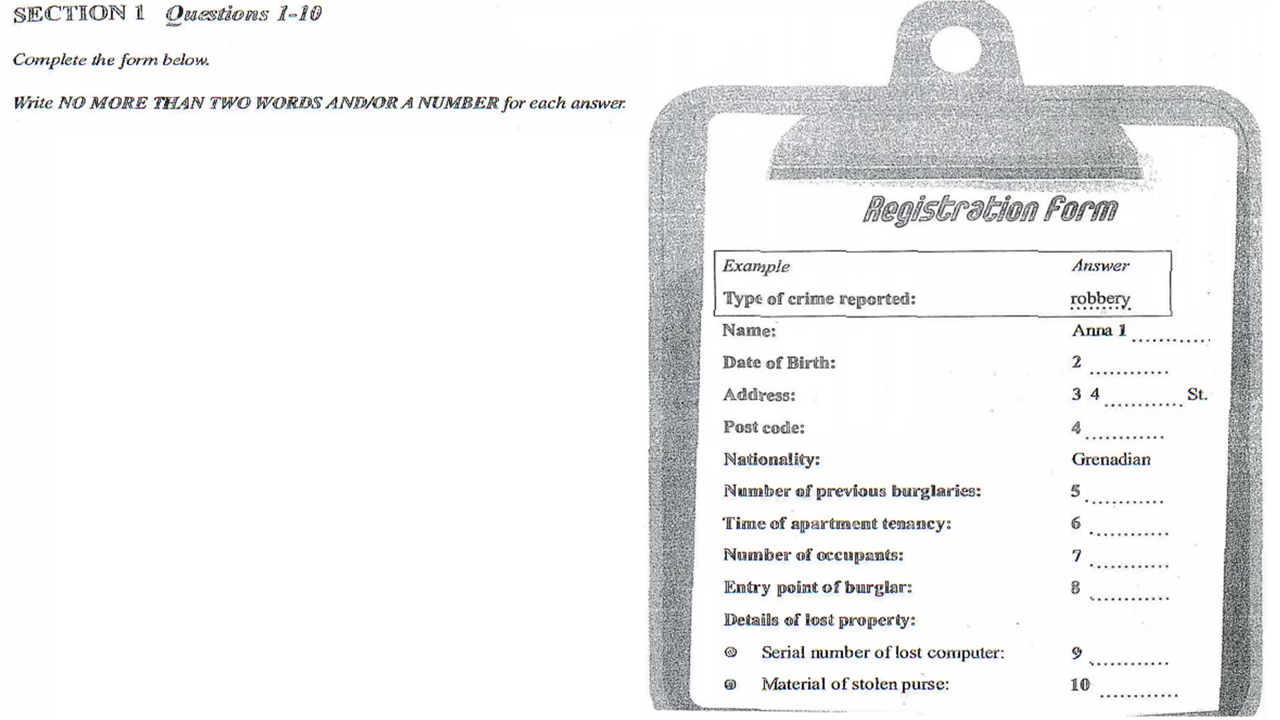 SECTION 1 Questions 1-10
Complete the form below.
Write NO MORE THAN TWO WORDS AND/OR A NUMBER for each answer.
Registration Form
Example Answer
Type of crime reported: robbery
Name: Anna 1 ............
Date of Birth: 2 ............
Address: 3 4 ............ St.
Post code: 4 ............
Nationality: Grenadian
Number of previous burglaries: 5 ............
Time of apartment tenancy: 6 ............
Number of occupants: 7 ............
Entry point of burglar: 8 ............
Details of lost property:
Serial number of lost computer: 9 ............
Material of stolen purse: 10 ............